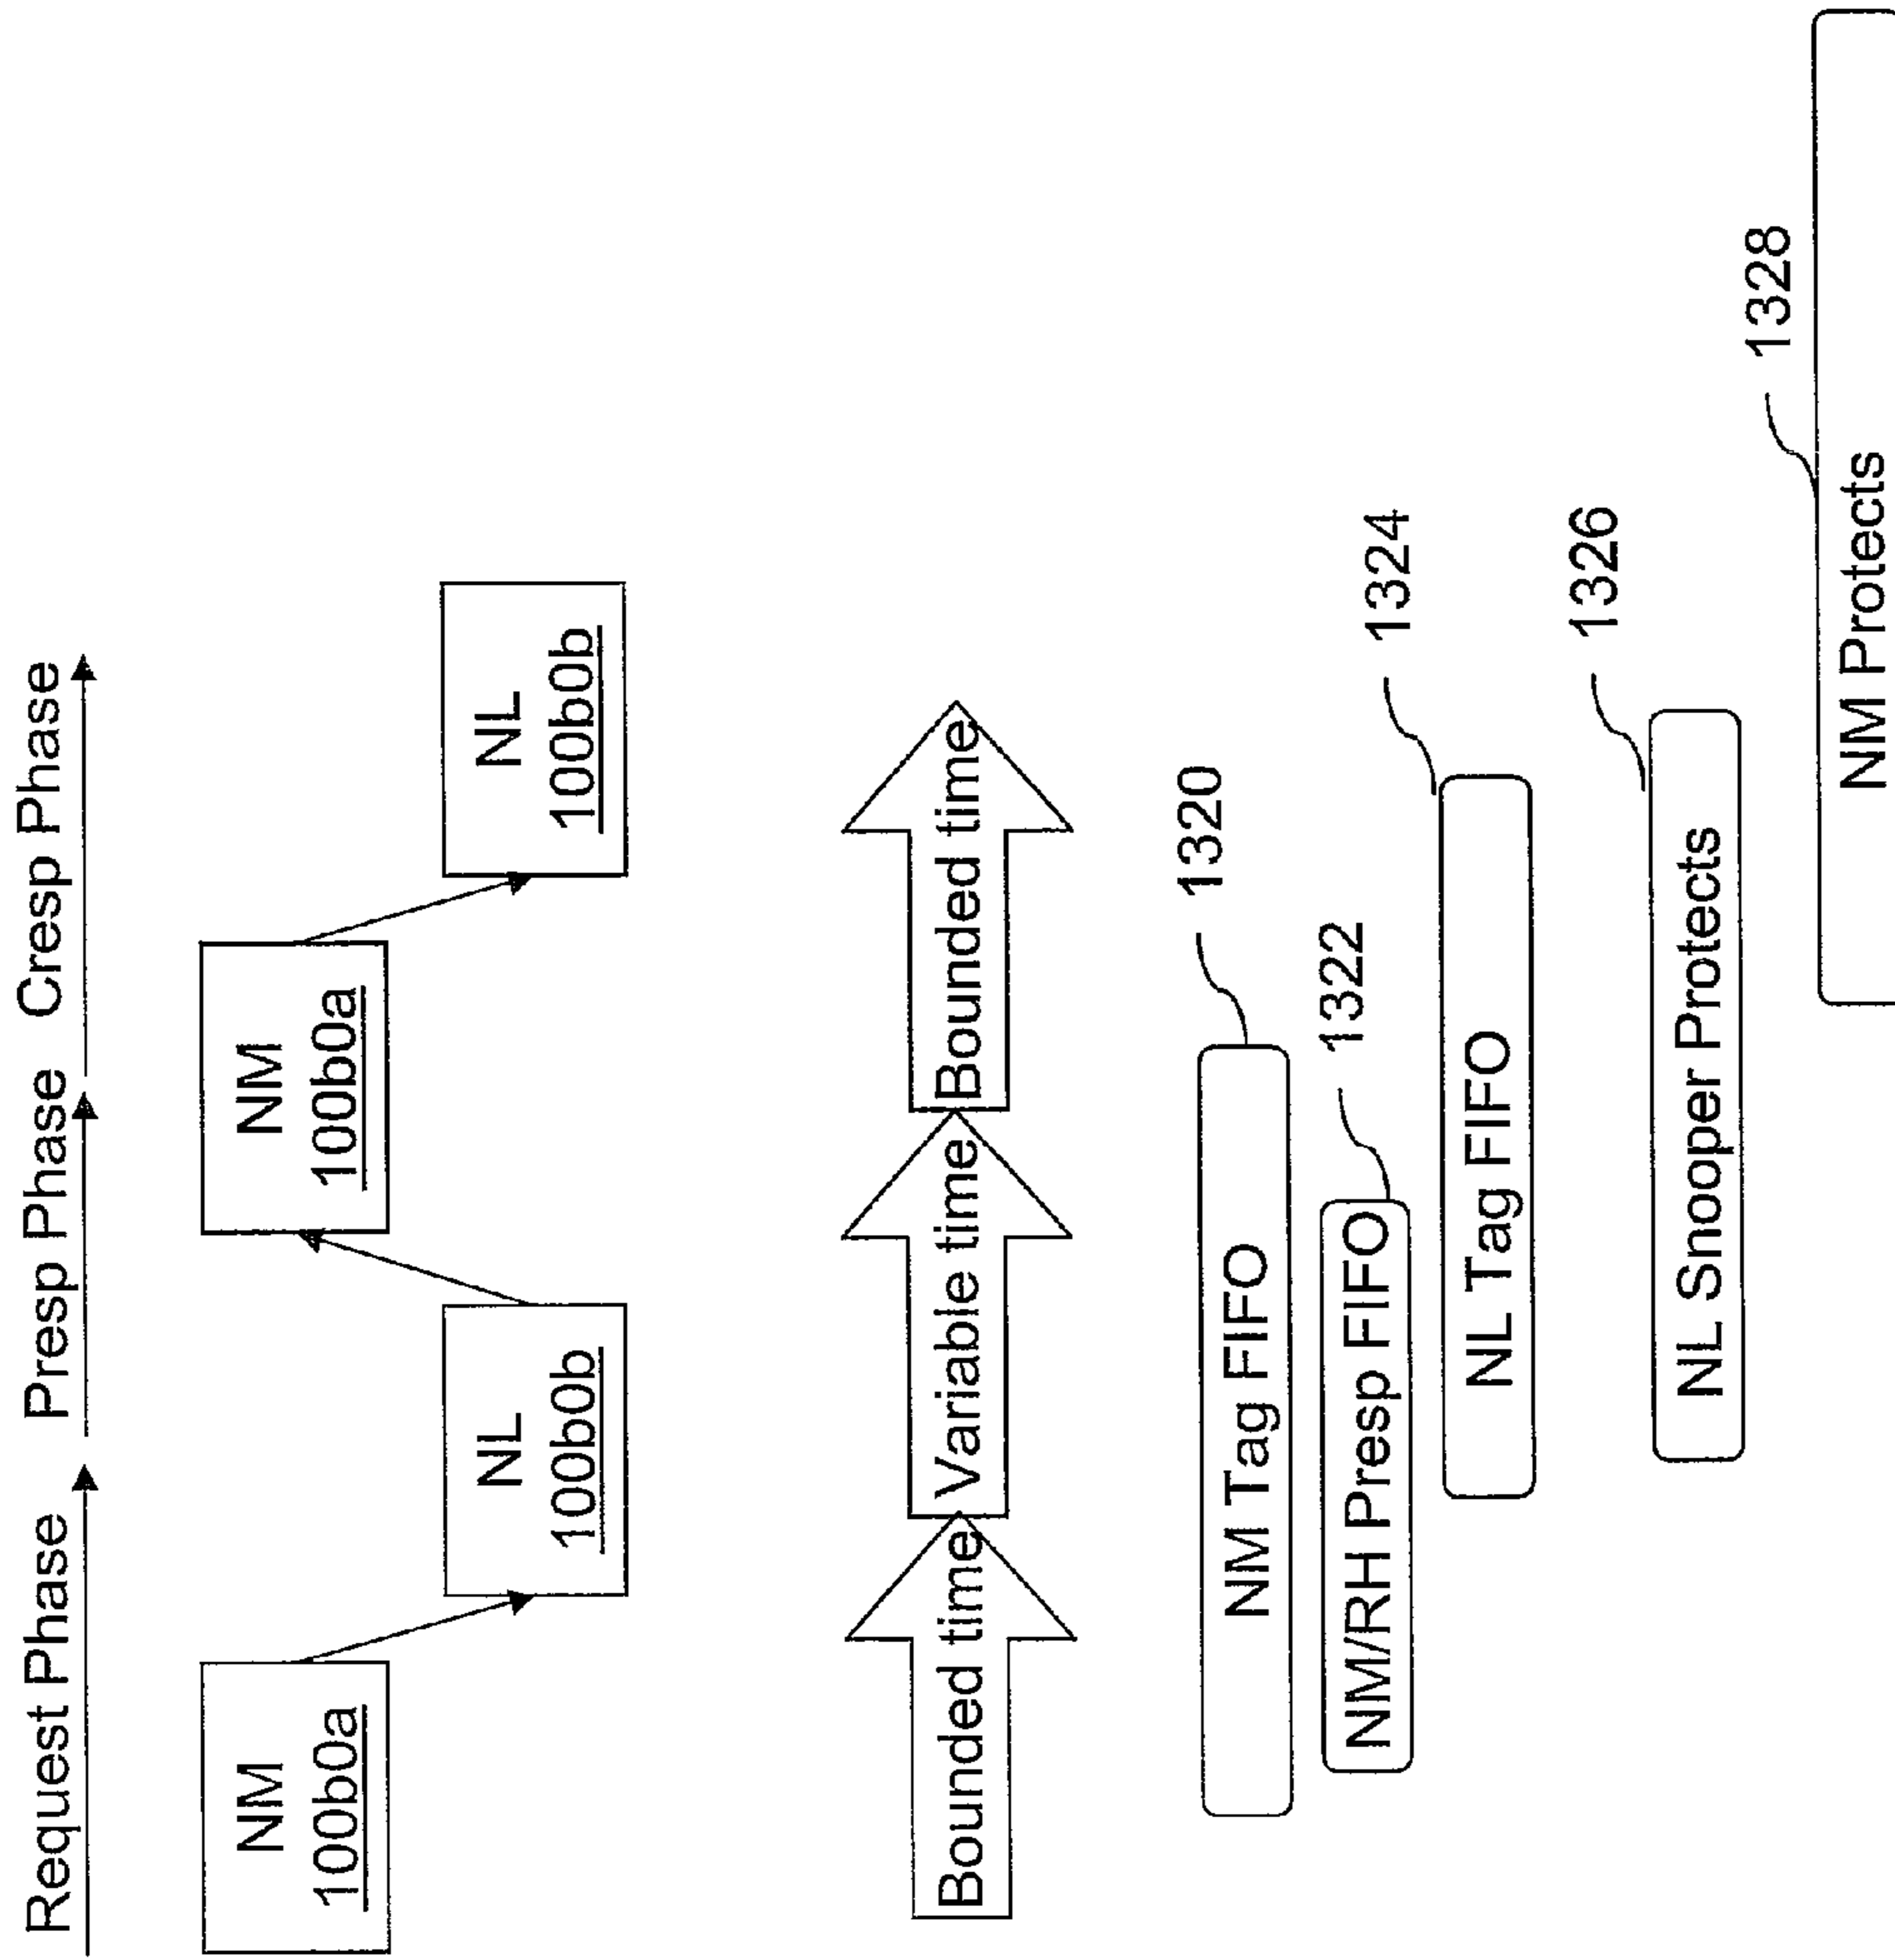 Request Phase Presp Phase Cresp Phase
NM
100b0a
NM
100b0a
NL
100b0b
NL
100b0b
Bounded time Variable time Bounded time
1320
NM Tag FIFO
1322
NM/RH Presp FIFO
1324
NL Tag FIFO
1326
NL Snooper Protects
1328
NM Protects